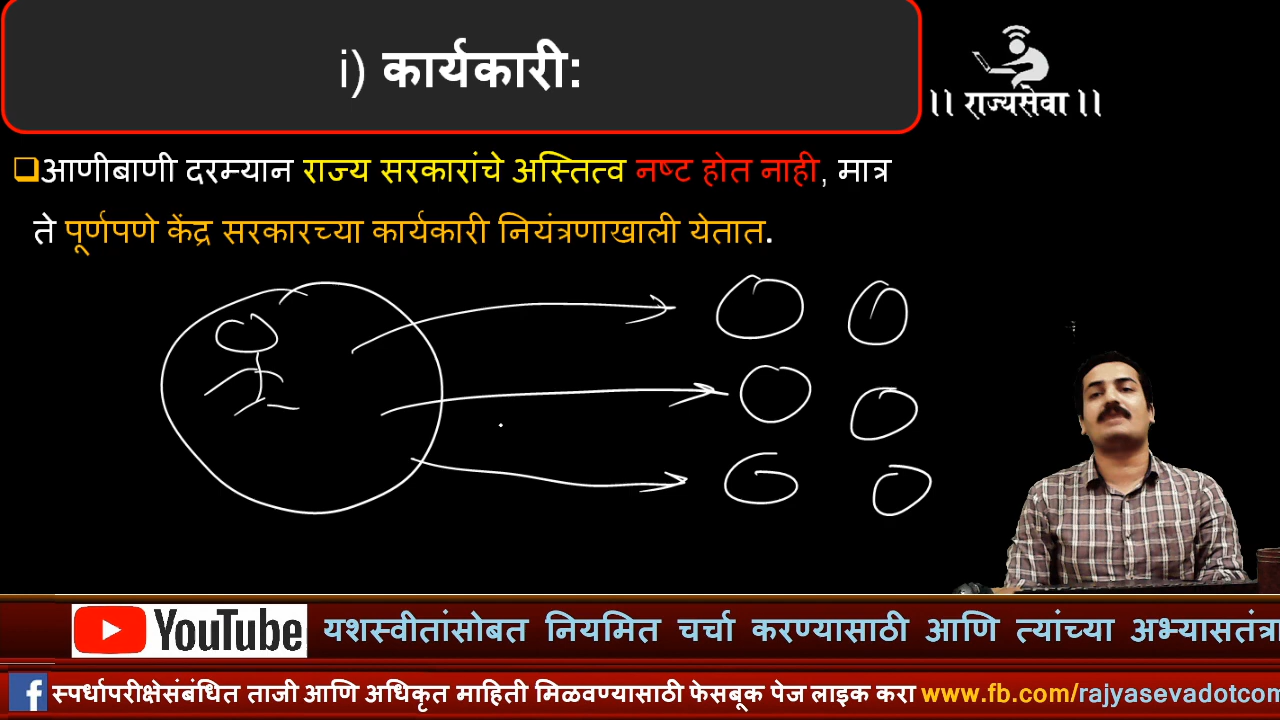 i) कार्यकारी:
।। राज्यसेवा ।।
आणीबाणी दरम्यान राज्य सरकारांचे अस्तित्व नष्ट होत नाही, मात्र
ते पूर्णपणे केंद्र सरकारच्या कार्यकारी नियंत्रणाखाली येतात.
YouTube यशस्वीतांसोबत नियमित चर्चा करण्यासाठी आणि त्यांच्या अभ्यासतंत्रा
f स्पर्धापरीक्षेसंबंधित ताजी आणि अधिकृत माहिती मिळवण्यासाठी फेसबूक पेज लाइक करा www.fb.com/rajyasevadotcom